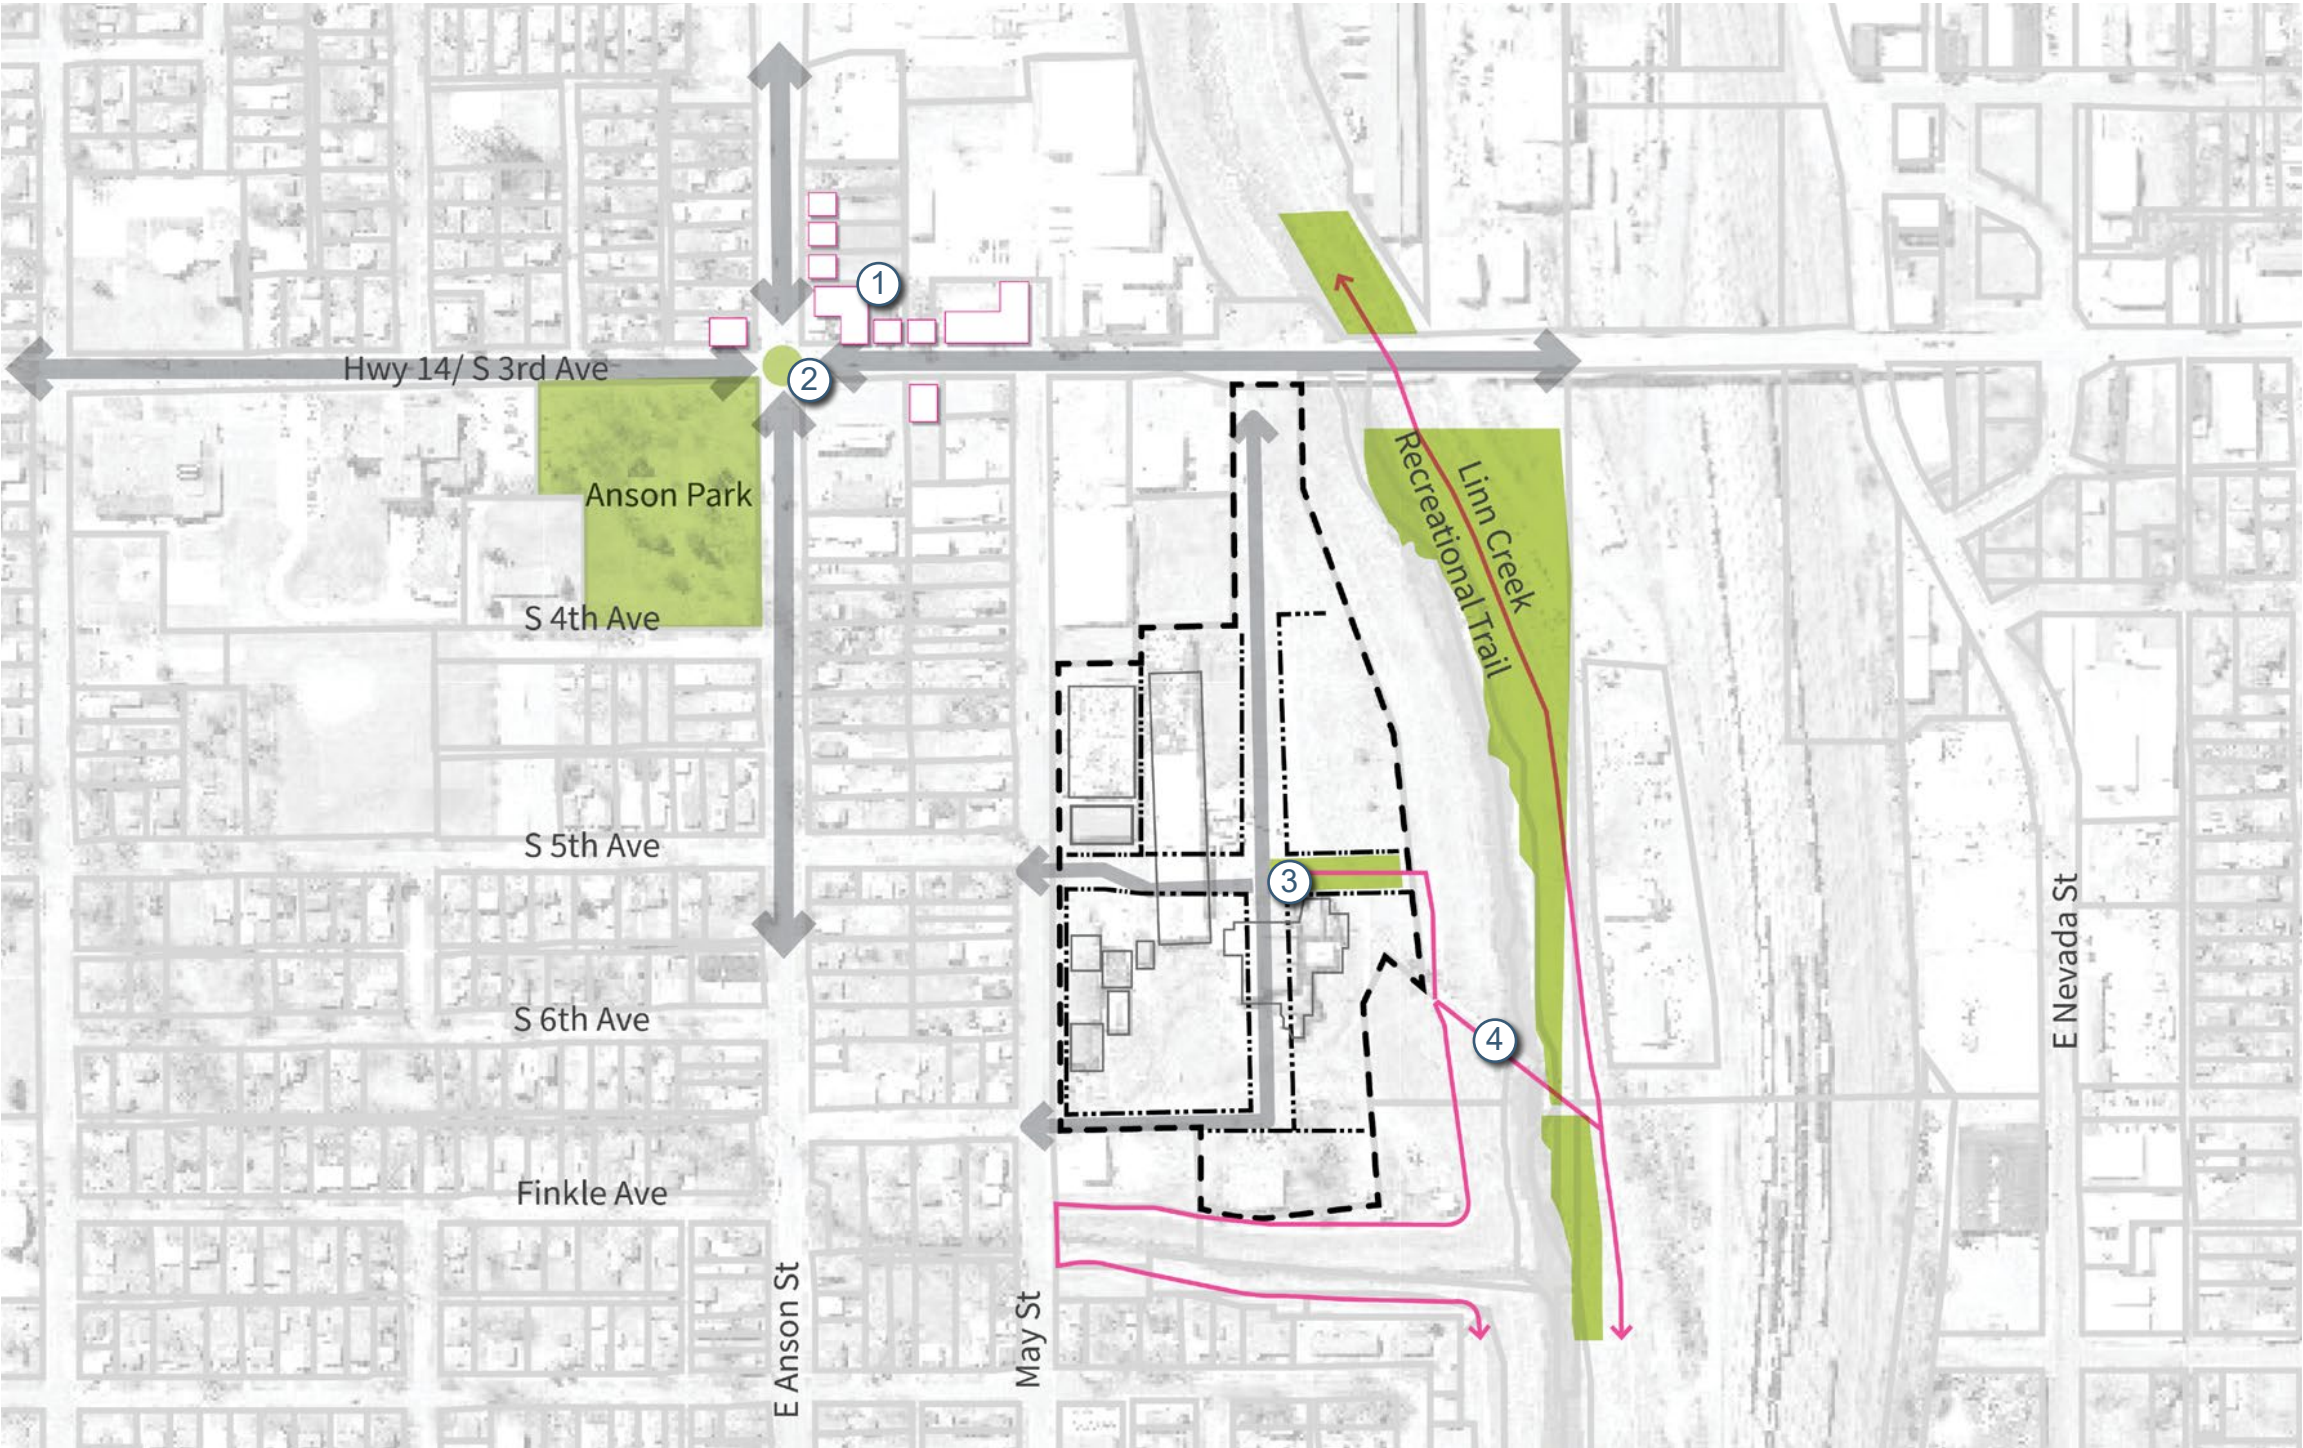 1
Hwy 14/ S 3rd Ave
2
Anson Park
Linn Creek
Recreational Trail
S 4th Ave
S 5th Ave
3
S 6th Ave
4
E Nevada St
Finkle Ave
E Anson St
May St